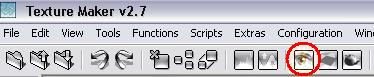 Texture Maker v2.7
File Edit View Tools Functions Scripts Extras Configuration